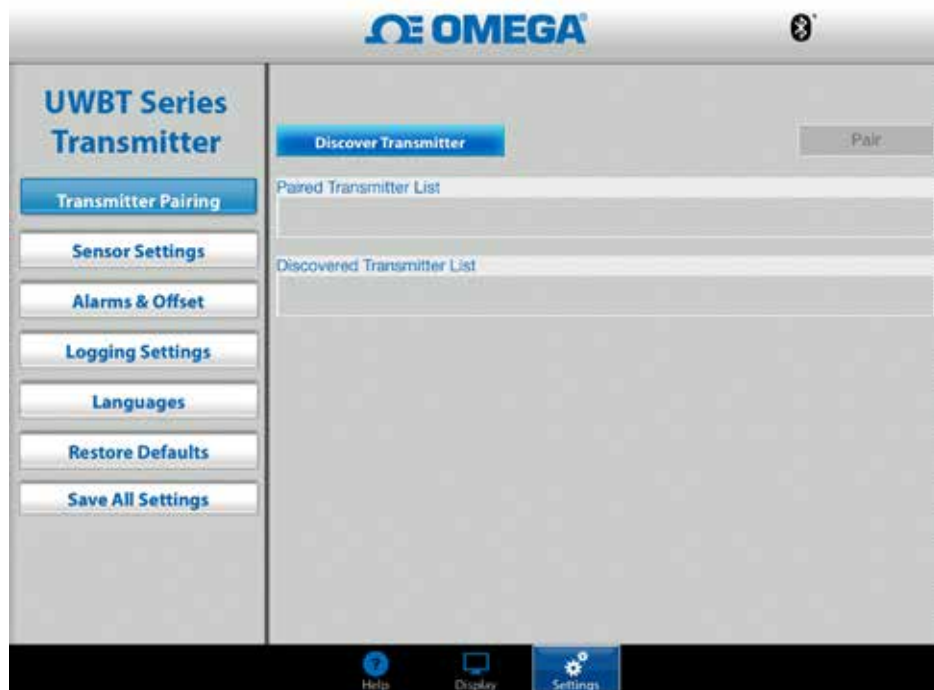 OMEGA®
UWBT Series
Transmitter
Transmitter Pairing
Sensor Settings
Alarms & Offset
Logging Settings
Languages
Restore Defaults
Save All Settings
Discover Transmitter
Pair
Paired Transmitter List
Discovered Transmitter List
?
Help
Display
Settings